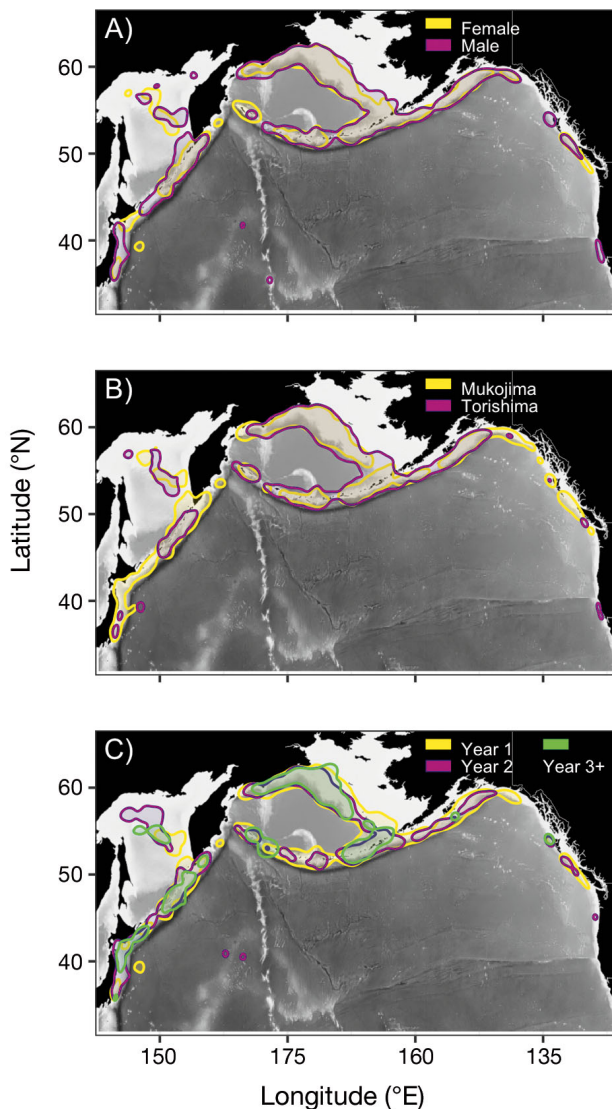 A)
Female
Male
60
50
40
B)
Mukojima
Torishima
60
50
40
Latitude (°N)
C)
Year 1
Year 2
Year 3+
60
50
40
150
175
160
135
Longitude (°E)